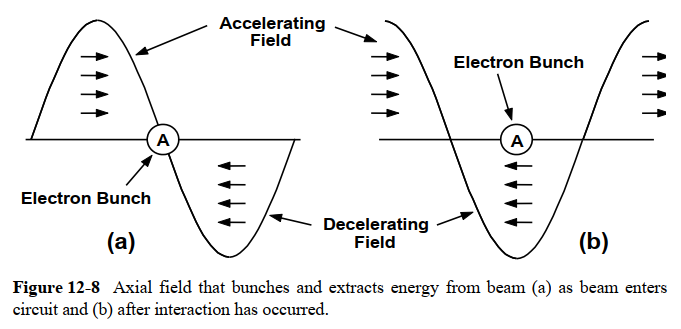 Accelerating
Field
Electron Bunch
A
A
Electron Bunch
Decelerating
Field
(a)
(b)
Figure 12-8 Axial field that bunches and extracts energy from beam (a) as beam enters
circuit and (b) after interaction has occurred.